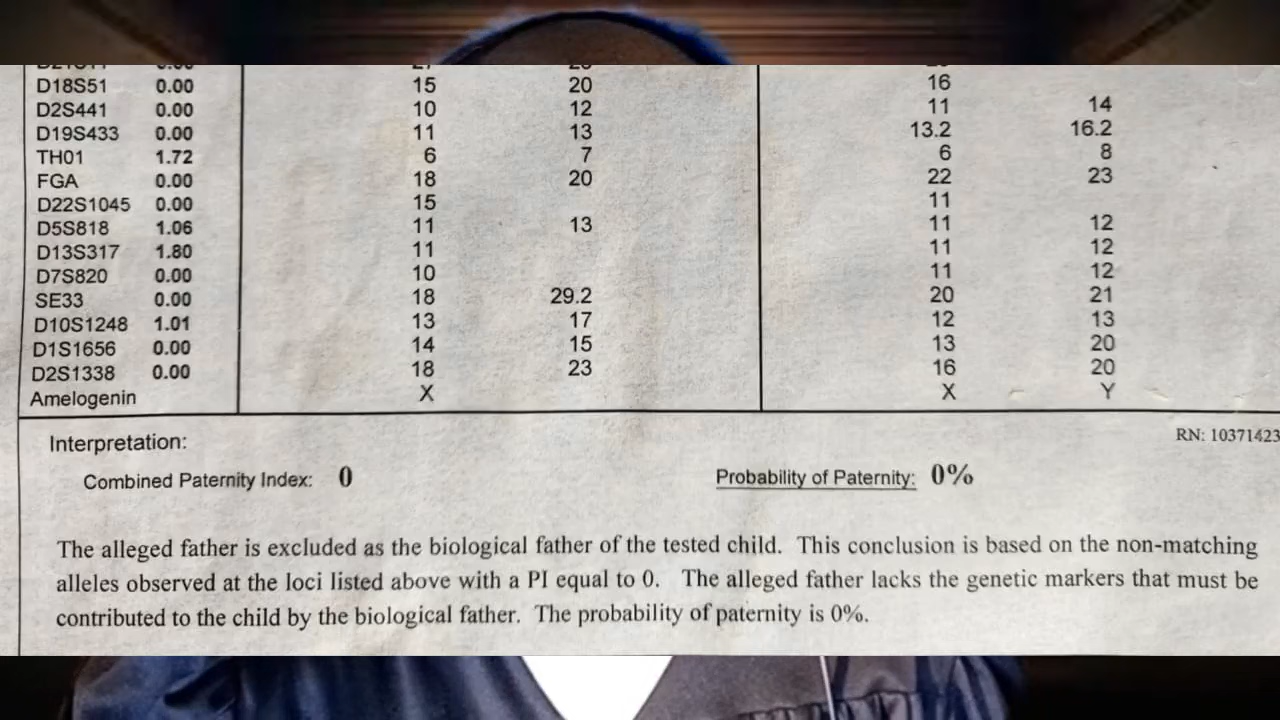 D18S51 0.00 15 20 16
D2S441 0.00 10 12 11 14
D19S433 0.00 11 13 13.2 16.2
TH01 1.72 6 7 6 8
FGA 0.00 18 20 22 23
D22S1045 0.00 15 11
D5S818 1.06 11 13 11 12
D13S317 1.80 11 11 12
D7S820 0.00 10 11 12
SE33 0.00 18 29.2 20 21
D10S1248 1.01 13 17 12 13
D1S1656 0.00 14 15 13 20
D2S1338 0.00 18 23 16 20
Amelogenin X X Y
RN: 10371423
Interpretation:
Combined Paternity Index: 0 Probability of Paternity: 0%
The alleged father is excluded as the biological father of the tested child. This conclusion is based on the non-matching
alleles observed at the loci listed above with a PI equal to 0. The alleged father lacks the genetic markers that must be
contributed to the child by the biological father. The probability of paternity is 0%.